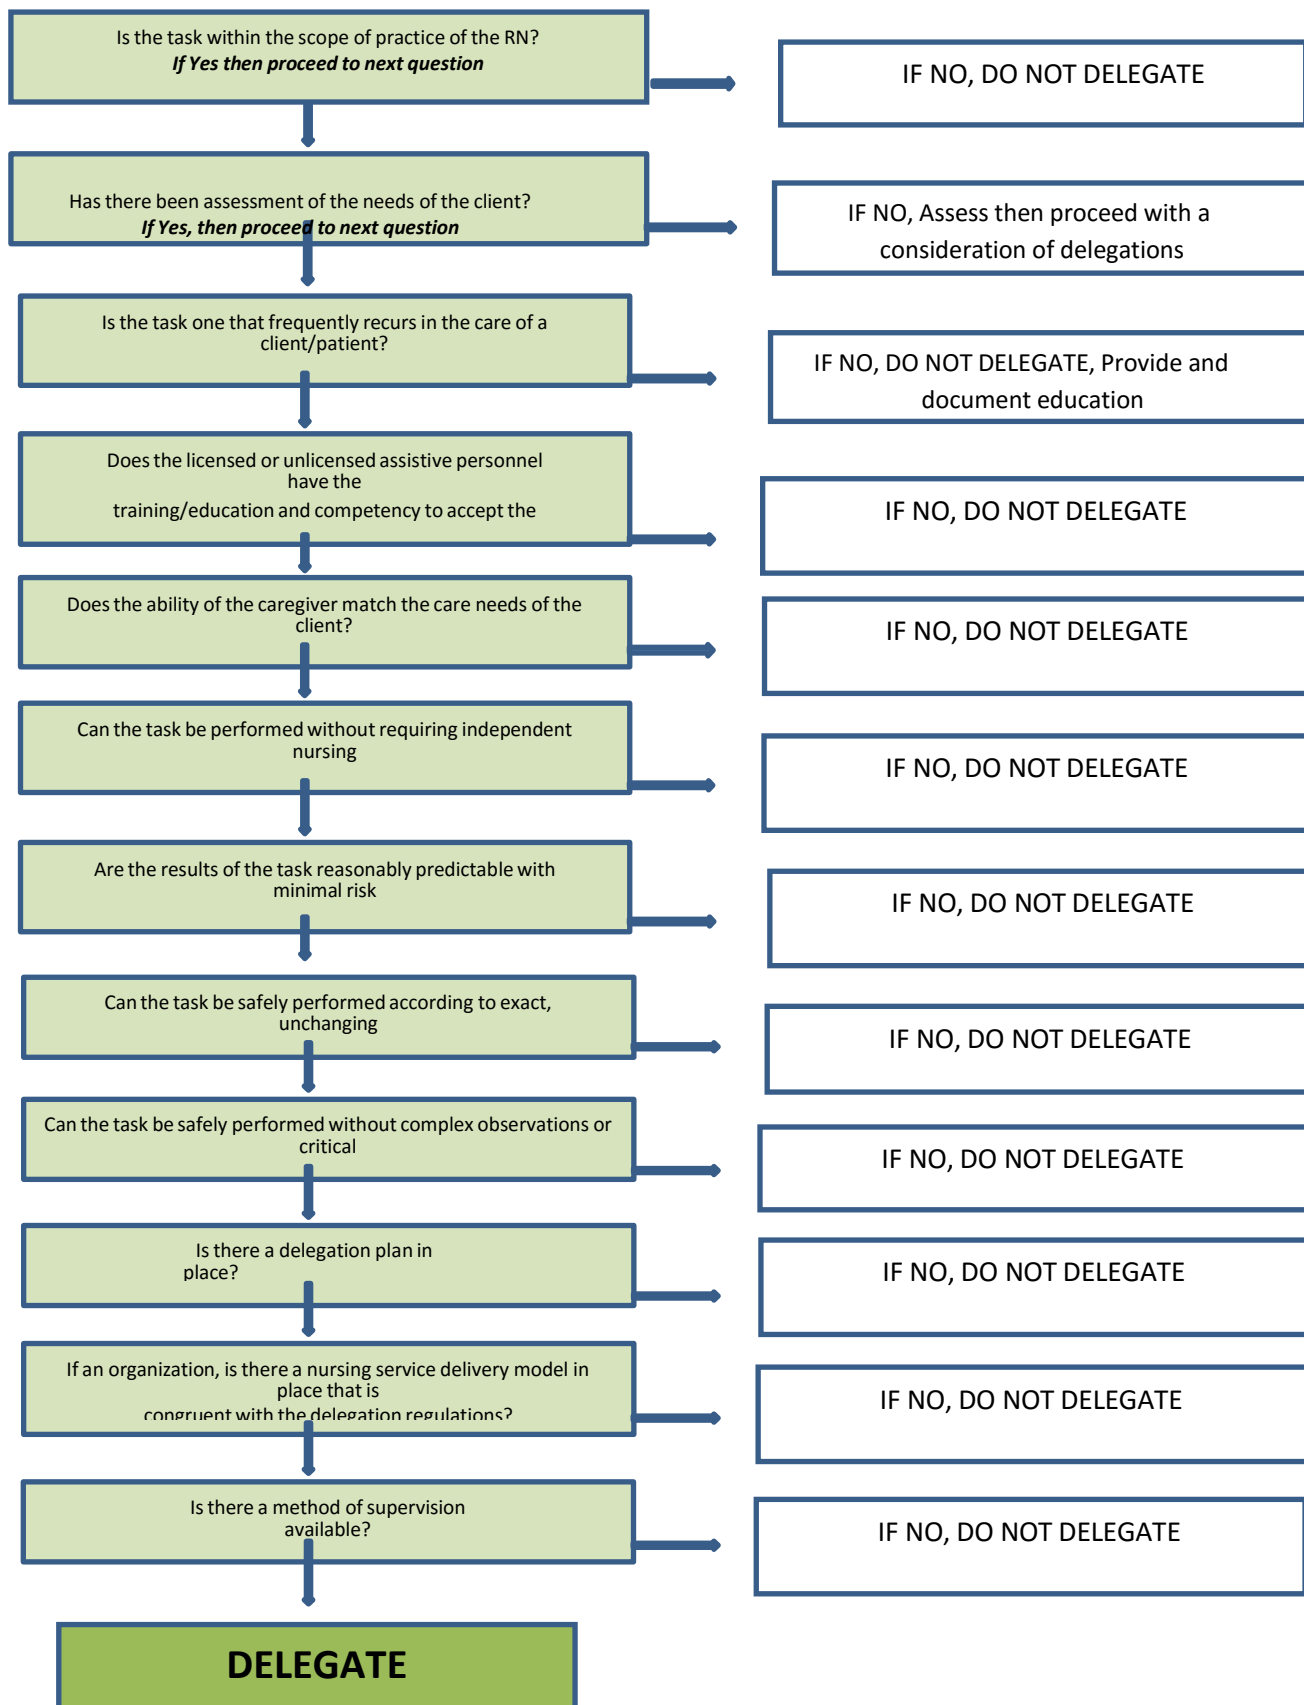 Is the task within the scope of practice of the RN?
If Yes then proceed to next question
IF NO, DO NOT DELEGATE
Has there been assessment of the needs of the client?
If Yes, then proceed to next question
IF NO, Assess then proceed with a
consideration of delegations
Is the task one that frequently recurs in the care of a
client/patient?
IF NO, DO NOT DELEGATE, Provide and
document education
Does the licensed or unlicensed assistive personnel
have the
training/education and competency to accept the
IF NO, DO NOT DELEGATE
Does the ability of the caregiver match the care needs of the
client?
IF NO, DO NOT DELEGATE
Can the task be performed without requiring independent
nursing
IF NO, DO NOT DELEGATE
Are the results of the task reasonably predictable with
minimal risk
IF NO, DO NOT DELEGATE
Can the task be safely performed according to exact,
unchanging
IF NO, DO NOT DELEGATE
Can the task be safely performed without complex observations or
critical
IF NO, DO NOT DELEGATE
Is there a delegation plan in
place?
IF NO, DO NOT DELEGATE
If an organization, is there a nursing service delivery model in
place that is
congruent with the delegation regulations?
IF NO, DO NOT DELEGATE
Is there a method of supervision
available?
IF NO, DO NOT DELEGATE
DELEGATE